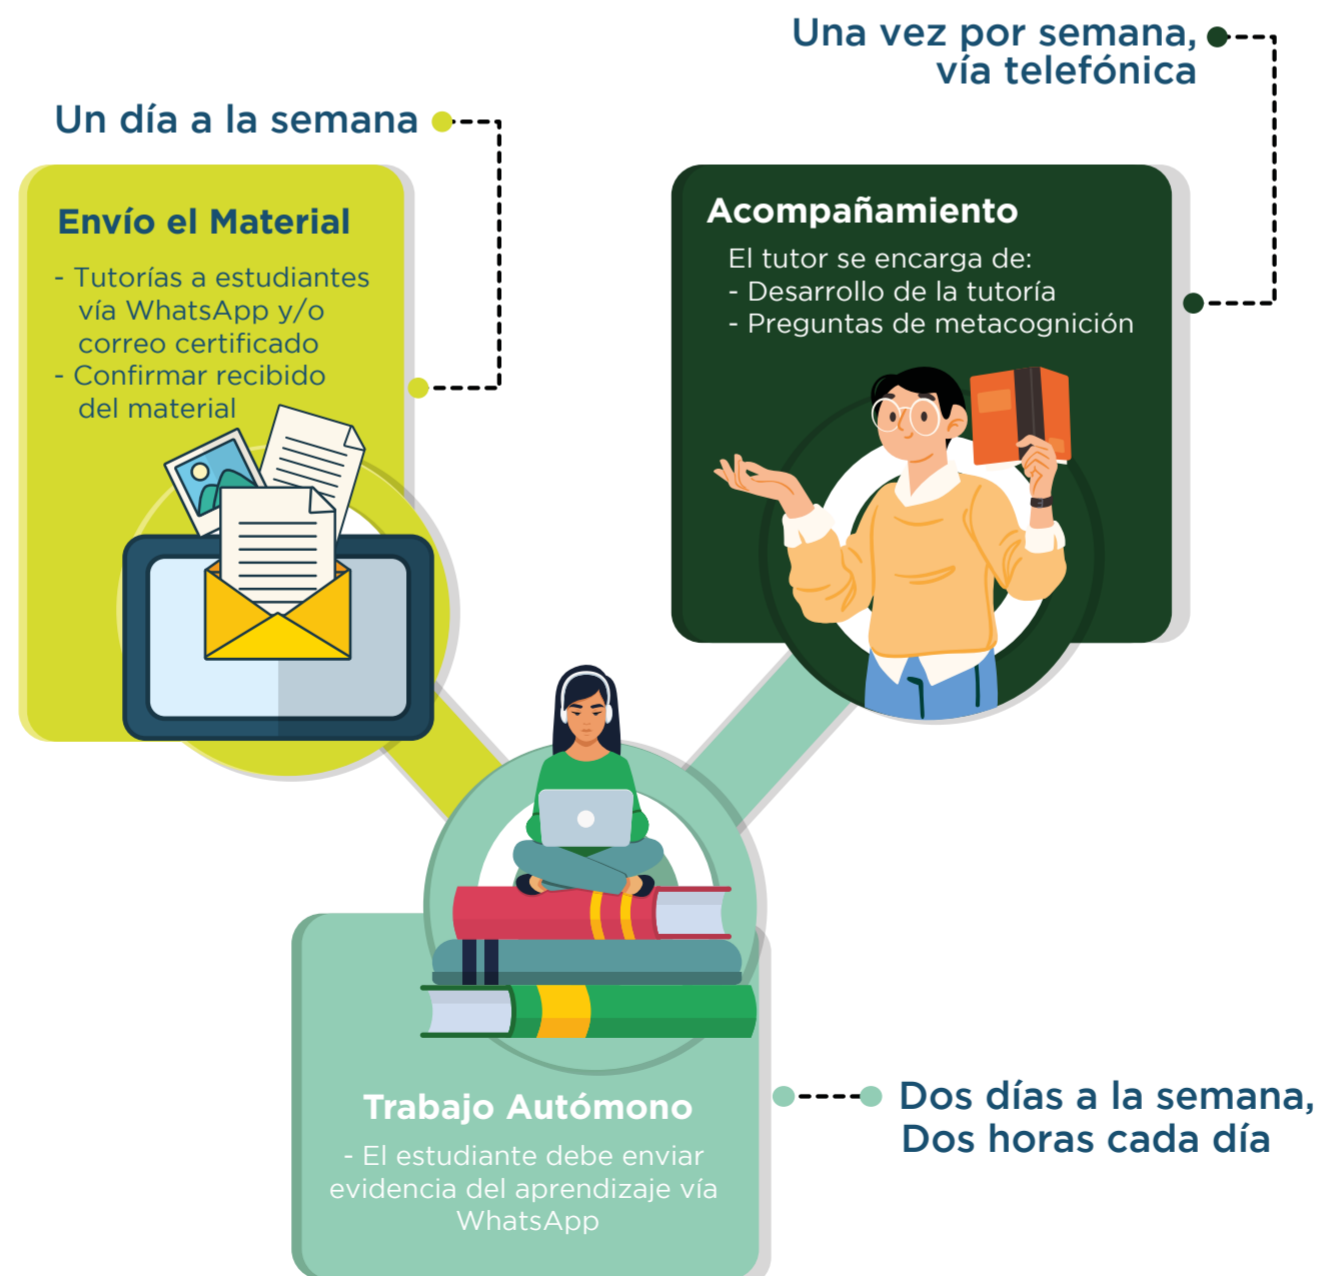 Un día a la semana
Envío el Material
- Tutorías a estudiantes
vía WhatsApp y/o
correo certificado
- Confirmar recibido
del material
Una vez por semana,
vía telefónica
Acompañamiento
El tutor se encarga de:
- Desarrollo de la tutoría
- Preguntas de metacognición
Trabajo Autómono
- El estudiante debe enviar
evidencia del aprendizaje vía
WhatsApp
Dos días a la semana,
Dos horas cada día